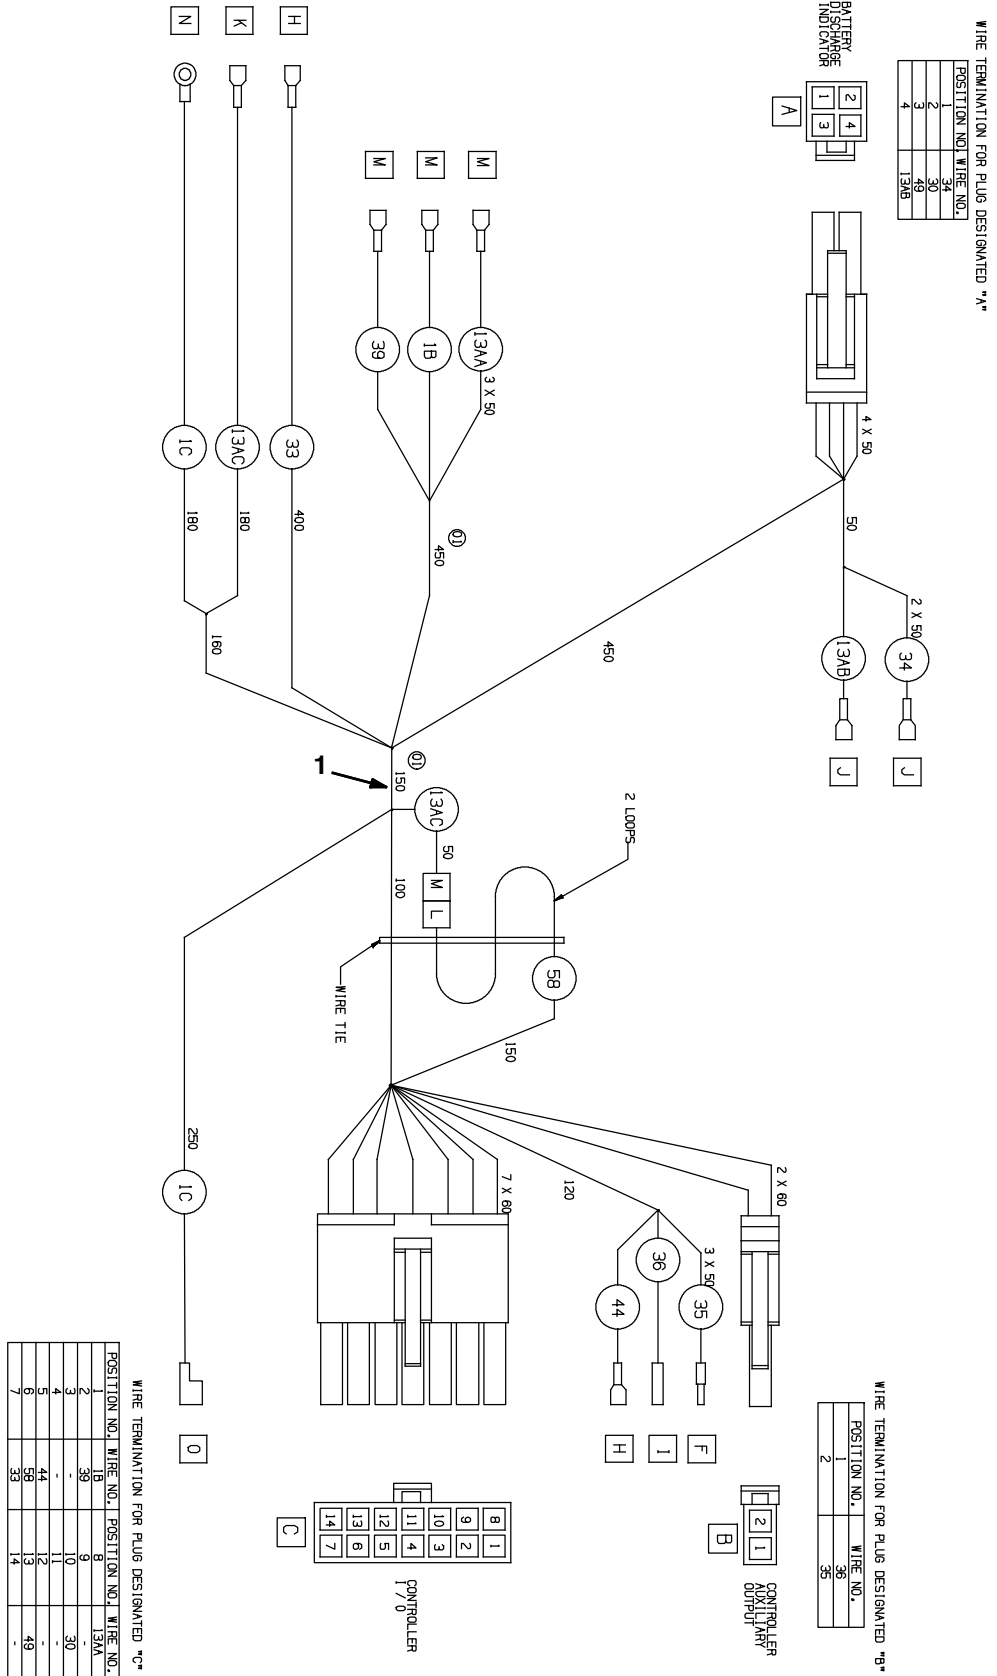 WIRE TERMINATION FOR PLUG DESIGNATED "A"
POSITION NO. WIRE NO.
1 34
2 30
3 49
4 13AB
BATTERY
DISCHARGE
INDICATOR
2 4
1 3
A
4 X 50
50
2 X 50
34
J
13AB
J
450
M
13AA
3 X 50
M
1B
M
39
01
450
H
33
400
K
13AC
180
N
1C
180
160
1
01
150
13AC
50
M
L
100
2 LOOPS
WIRE TIE
58
150
250
1C
O
2 X 60
120
3 X 50
35
F
36
I
44
H
7 X 60
WIRE TERMINATION FOR PLUG DESIGNATED "B"
POSITION NO. WIRE NO.
1 36
2 35
CONTROLLER
AUXILIARY
OUTPUT
2 1
B
CONTROLLER
I / O
8 1
9 2
10 3
11 4
12 5
13 6
14 7
C
WIRE TERMINATION FOR PLUG DESIGNATED "C"
POSITION NO. WIRE NO. POSITION NO. WIRE NO.
1 1B 8 13AA
2 39 9 -
3 - 10 30
4 - 11 -
5 44 12 -
6 58 13 49
7 33 14 -